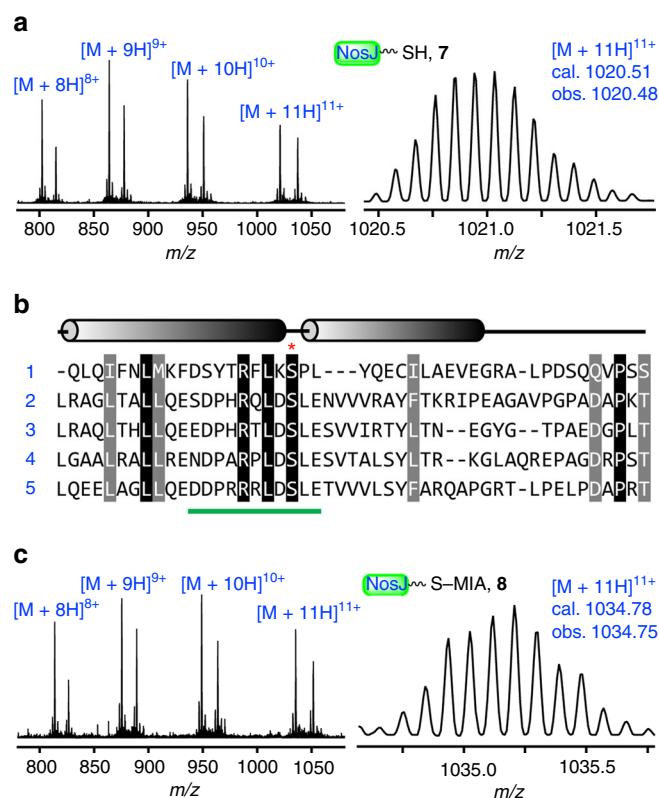 a
[M + 8H]8+
[M + 9H]9+
[M + 10H]10+
[M + 11H]11+
800 850 900 950 1000 1050
m/z
NosJ SH, 7
[M + 11H]11+
cal. 1020.51
obs. 1020.48
1020.5 1021.0 1021.5
m/z
b
*
1 -QLQIFNLMKFDSYTRFLKSPL---YQECILAEVEGRA-LPDSQQVPSS
2 LRAGLTALLQESDPHRQLDSLENVVVRAYFTKRIPEAGAVPGPADAPKT
3 LRAQLTHLLQEEDPHRTLDSLESVVVIRTYLTN--EGYG--TPAEDGPLT
4 LGAALRALLRENDPARPLDSLESVTALSYLTR--KGLAQREPAGDRPST
5 LQEELAGLLQEDDPRRRLDSLETVVVLSYFARQAPGRT-LPELPDAPRT
c
[M + 8H]8+
[M + 9H]9+
[M + 10H]10+
[M + 11H]11+
800 850 900 950 1000 1050
m/z
NosJ S–MIA, 8
[M + 11H]11+
cal. 1034.78
obs. 1034.75
1035.0 1035.5
m/z